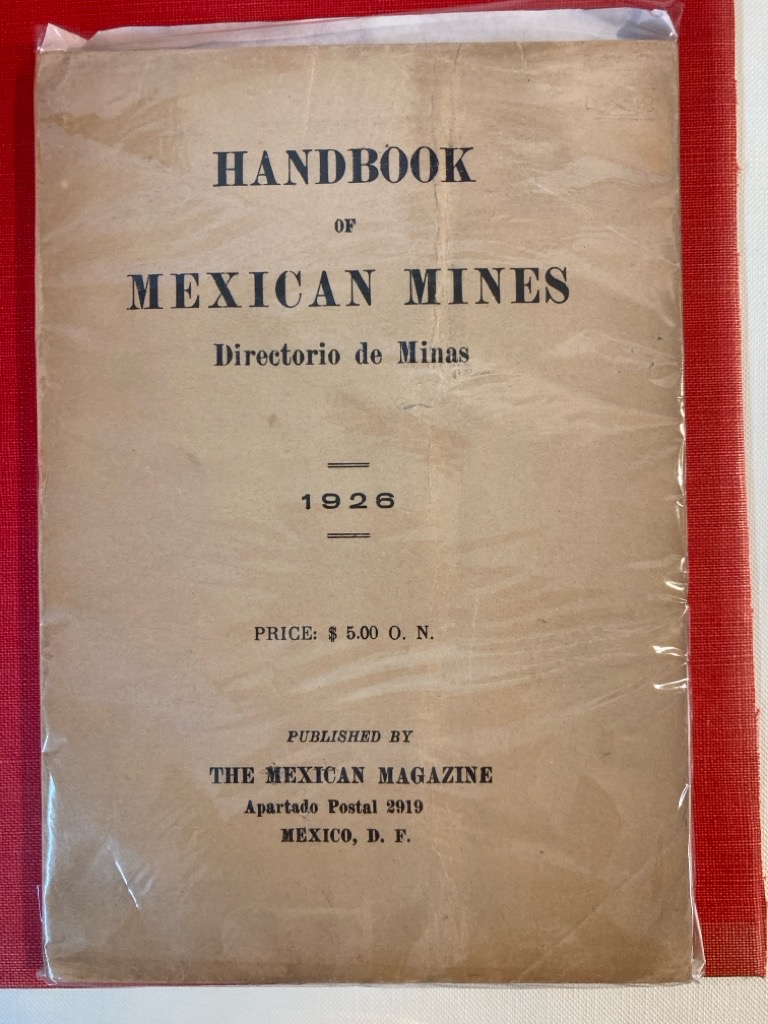 HANDBOOK
OF
MEXICAN MINES
Directorio de Minas
1926
PRICE: $ 5.00 O. N.
PUBLISHED BY
THE MEXICAN MAGAZINE
Apartado Postal 2919
MEXICO, D. F.